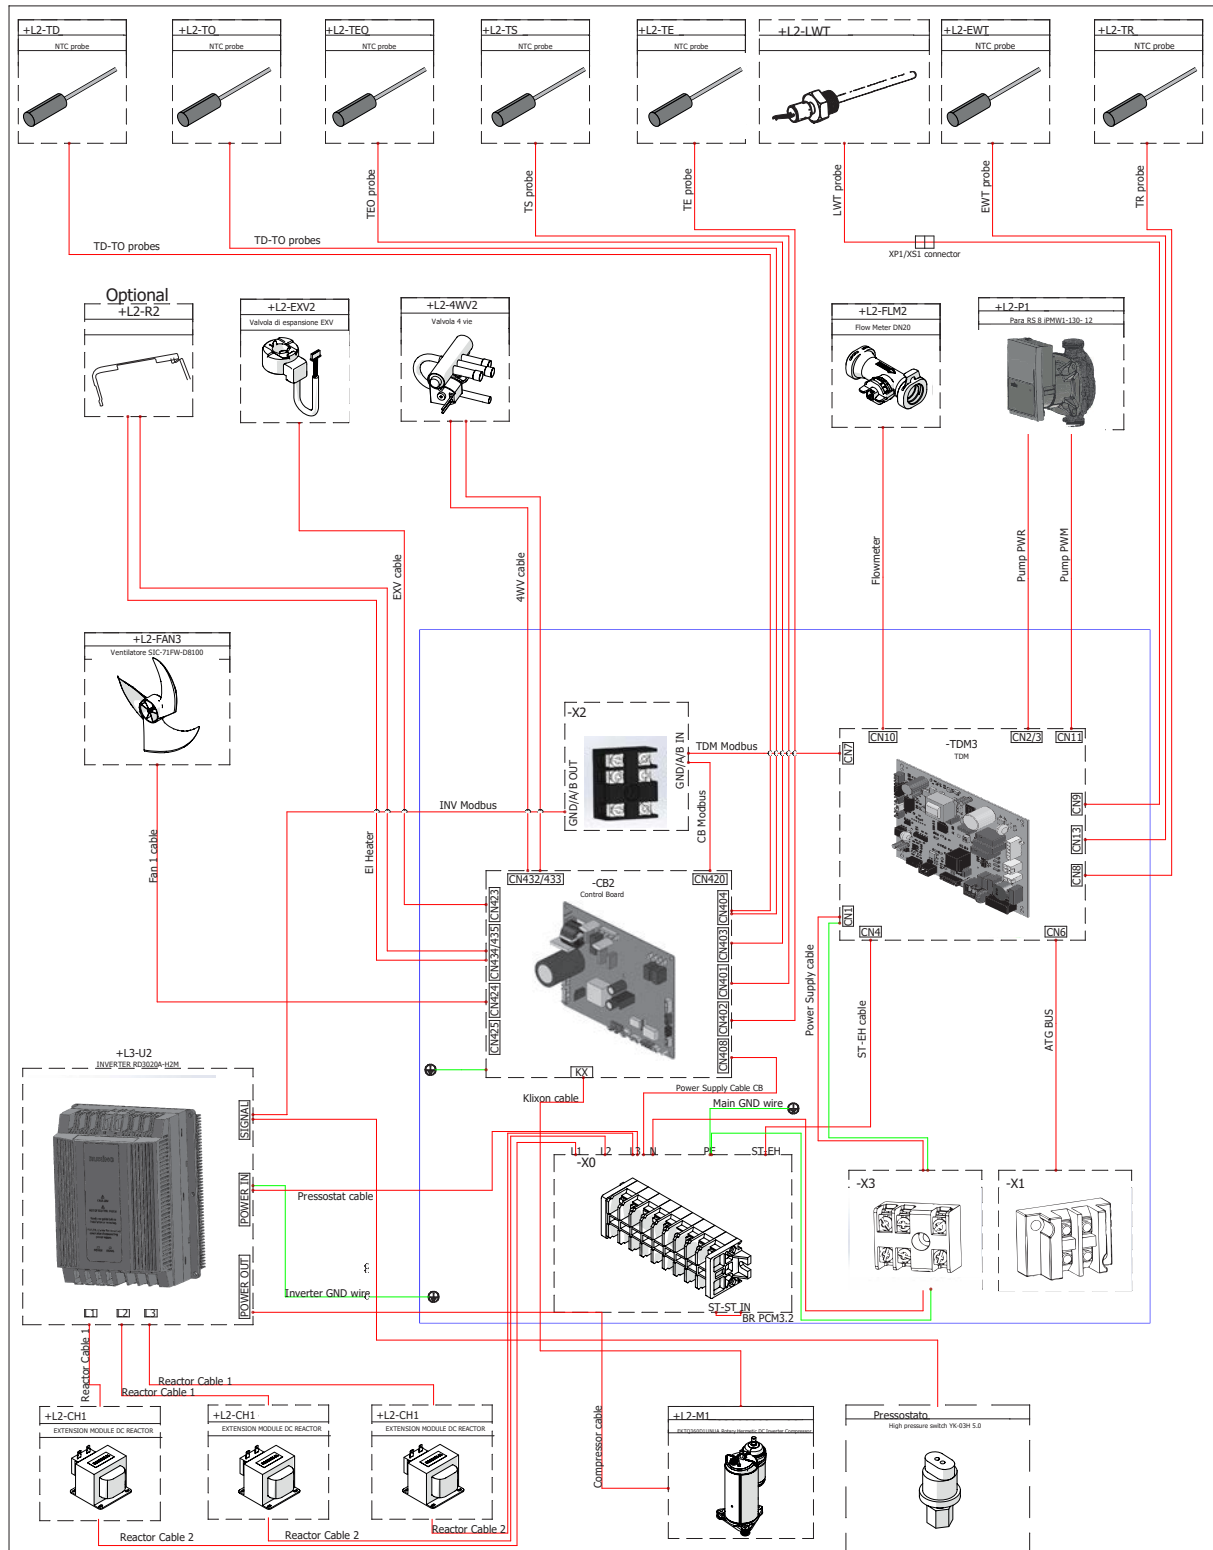 +L2-TD
NTC probe
+L2-TO
NTC probe
+L2-TEO
NTC probe
+L2-TS
NTC probe
+L2-TE
NTC probe
+L2-LWT
+L2-EWT
NTC probe
+L2-TR
NTC probe
TEO probe
TS probe
TE probe
LWT probe
EWT probe
TR probe
TD-TO probes
TD-TO probes
XP1/XS1 connector
Optional
+L2-R2
+L2-EXV2
Valvola di espansione EXV
+L2-4WV2
Valvola 4 vie
+L2-FLM2
Flow Meter DN20
+L2-P1
Para RS 8 iPMW1-130- 12
EXV cable
4WV cable
Flowmeter
Pump PWR
Pump PWM
+L2-FAN3
Ventilatore SIC-71FW-D8100
-X2
GND/A/B OUT
GND/A/B IN
TDM Modbus
INV Modbus
CB Modbus
CN7
CN10
-TDM3
TDM
CN2/3
CN11
CN9
CN13
CN8
CN1
CN4
CN6
Fan 1 cable
El Heater
CN432/433
-CB2
Control Board
CN420
CN423
CN434/435
CN424
CN425
CN404
CN403
CN401
CN402
CN408
KX
Power Supply cable
ST-EH cable
ATG BUS
+L3-U2
INVERTER RD3020A-H2M
SIGNAL
POWER IN
POWER OUT
L1
L2
L3
Klixon cable
Power Supply Cable CB
Main GND wire
Pressostat cable
Inverter GND wire
L1
L2
L3
N
PE
ST-EH
-X0
ST-ST IN
BR PCM3.2
-X3
-X1
Reactor Cable 1
Reactor Cable 1
Reactor Cable 1
+L2-CH1
EXTENSION MODULE DC REACTOR
+L2-CH1
EXTENSION MODULE DC REACTOR
+L2-CH1
EXTENSION MODULE DC REACTOR
Reactor Cable 2
Reactor Cable 2
Reactor Cable 2
Compressor cable
+L2-M1
Rotary Hermetic DC Inverter Compressor
Pressostato
High pressure switch YK-03H 5.0